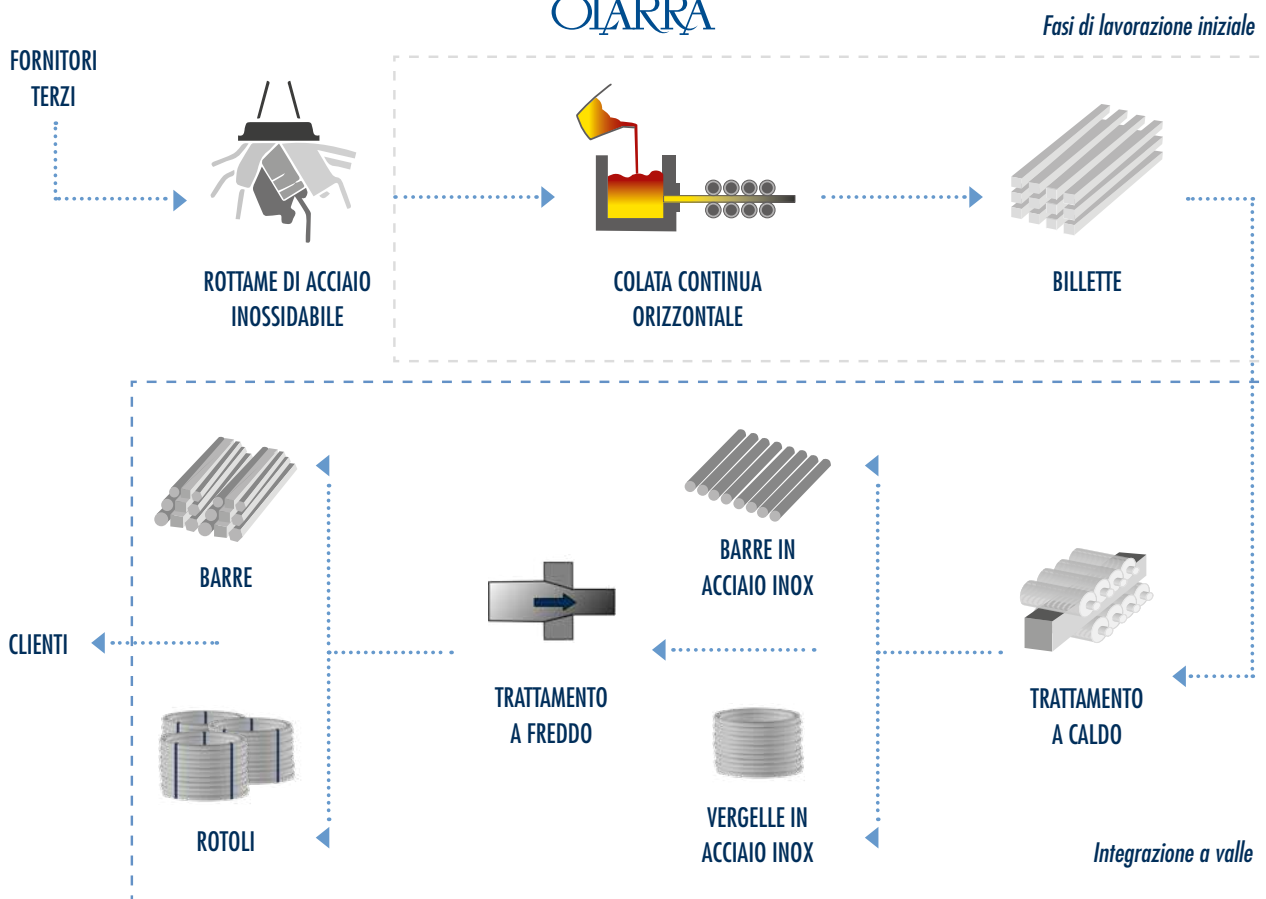 OLARRA
Fasi di lavorazione iniziale
FORNITORI
TERZI
ROTTAME DI ACCIAIO
INOSSIDABILE
COLATA CONTINUA
ORIZZONTALE
BILLETTE
BARRE
BARRE IN
ACCIAIO INOX
CLIENTI
TRATTAMENTO
A FREDDO
TRATTAMENTO
A CALDO
ROTOLI
VERGELLE IN
ACCIAIO INOX
Integrazione a valle